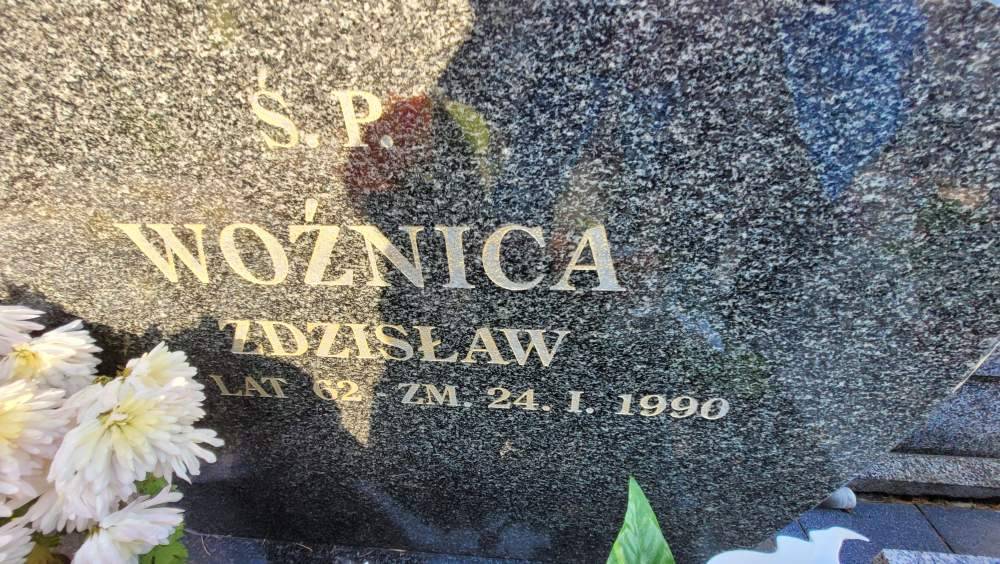 Ś. P.
WOŹNICA
ZDZISŁAW
LAT 62 - ZM. 24. I. 1990